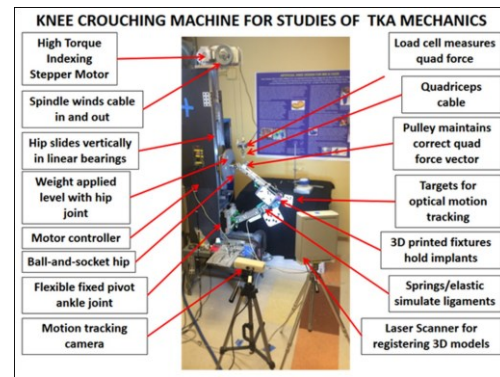 KNEE CROUCHING MACHINE FOR STUDIES OF TKA MECHANICS
High Torque
Indexing
Stepper Motor
Spindle winds cable
in and out
Hip slides vertically
in linear bearings
Weight applied
level with hip
joint
Motor controller
Ball-and-socket hip
Flexible fixed pivot
ankle joint
Motion tracking
camera
Load cell measures
quad force
Quadriceps
cable
Pulley maintains
correct quad
force vector
Targets for
optical motion
tracking
3D printed fixtures
hold implants
Springs/elastic
simulate ligaments
Laser Scanner for
registering 3D models